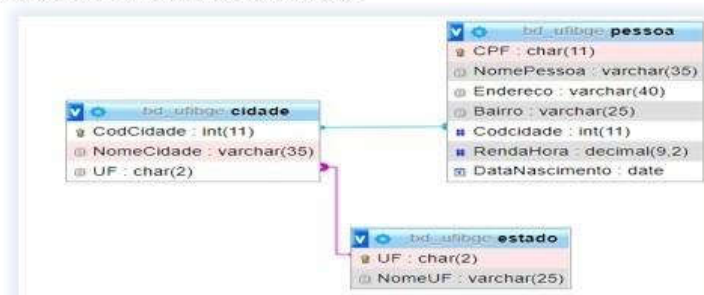 bd_ufibge pessoa
CPF : char(11)
NomePessoa : varchar(35)
Endereco : varchar(40)
Bairro : varchar(25)
Codcidade : int(11)
RendaHora : decimal(9,2)
DataNascimento : date
bd_ufibge cidade
CodCidade : int(11)
NomeCidade : varchar(35)
UF : char(2)
bd_ufibge estado
UF : char(2)
NomeUF : varchar(25)